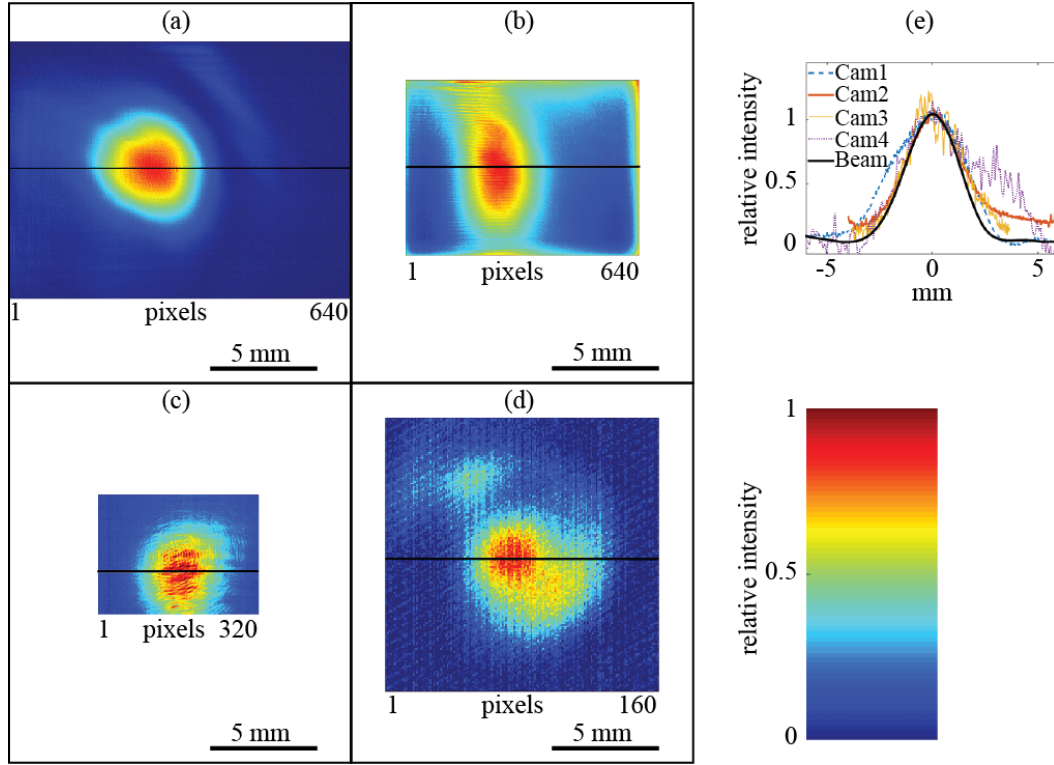 (a)
1 pixels 640
5 mm
(b)
1 pixels 640
5 mm
(c)
1 pixels 320
5 mm
(d)
1 pixels 160
5 mm
(e)
relative intensity
1
0.5
0
Cam1
Cam2
Cam3
Cam4
Beam
-5 0 5
mm
relative intensity
1
0.5
0